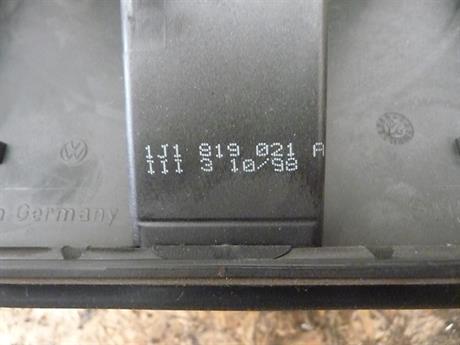 1J1 819 021 A
III 3 10/98
n Germany